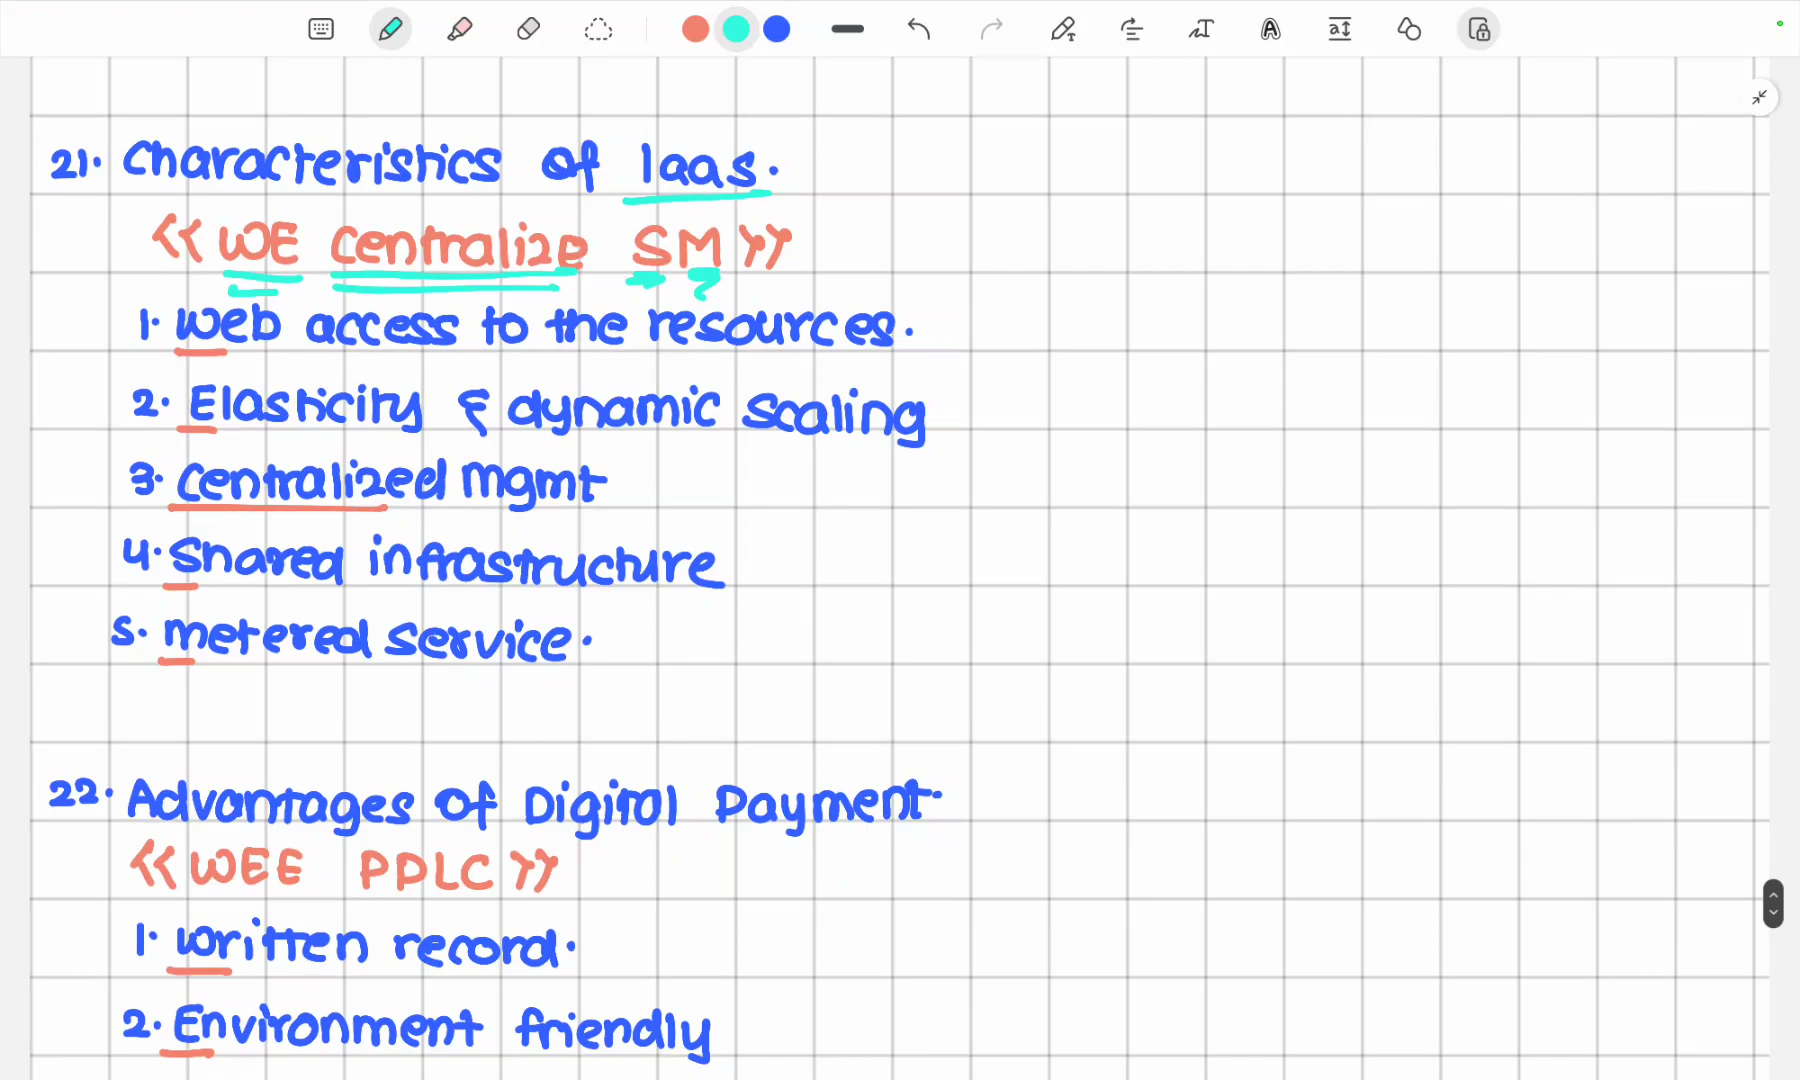 21. Characteristics of Iaas.
<< WE Centralize SM >>
1. Web access to the resources.
2. Elasticity & dynamic scaling
3. Centralized Mgmt
4. Shared infrastructure
5. metered service.
22. Advantages of Digital Payment.
<< WEE PDLC >>
1. written record.
2. Environment friendly